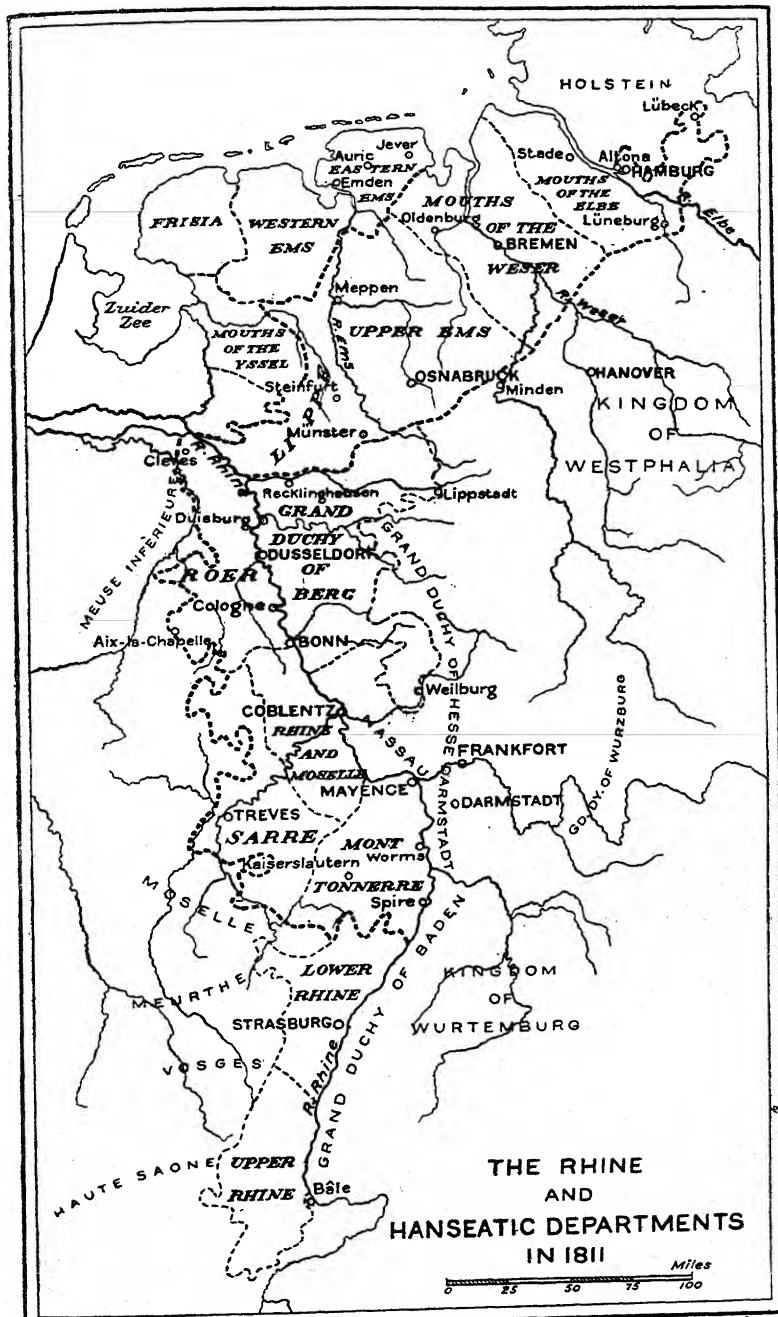 HOLSTEIN
Lübeck
Jever
Auric
EASTERN
Emden
EMS
Stade
Altona
HAMBURG
MOUTHS
OF THE
ELBE
R. Elbe
Lüneburg
FRISIA
WESTERN
EMS
MOUTHS
OF THE
WESER
Oldenburg
BREMEN
Zuider
Zee
Meppen
R. Ems
UPPER EMS
R. Weser
MOUTHS
OF THE
YSSEL
Steinfurt
OSNABRUCK
Minden
HANOVER
KINGDOM
OF
WESTPHALIA
LIPPE
Münster
Cleves
R. Rhine
Recklinghausen
Lippstadt
MEUSE INFÉRIEURE
Duisburg
GRAND
DUCHY
OF
BERG
DUSSELDORF
ROER
Cologne
GRAND DUCHY OF HESSE DARMSTADT
Aix-la-Chapelle
BONN
Weilburg
COBLENTZ
NASSAU
RHINE
AND
MOSELLE
FRANKFORT
MAYENCE
DARMSTADT
GD. DY. OF WURZBURG
TREVES
SARRE
MONT
TONNERRE
Worms
Kaiserslautern
Spire
MOSELLE
MEURTHE
LOWER
RHINE
STRASBURG
R. Rhine
GRAND DUCHY OF BADEN
KINGDOM
OF
WURTEMBURG
VOSGES
HAUTE SAONE
UPPER
RHINE
Bâle
THE RHINE
AND
HANSEATIC DEPARTMENTS
IN 1811
Miles
0 25 50 100